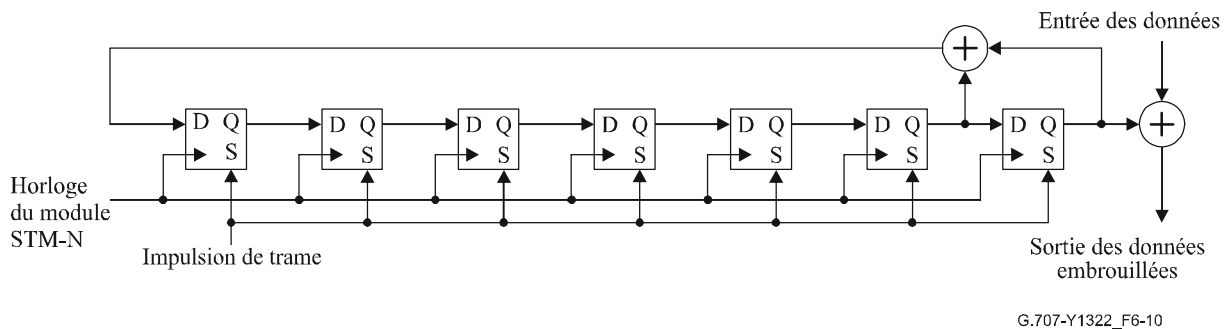 Entrée des données
+
D Q D Q D Q D Q D Q D Q D Q +
S S S S S S S
Horloge
du module
STM-N
Impulsion de trame
Sortie des données
embrouillées
G.707-Y1322_F6-10